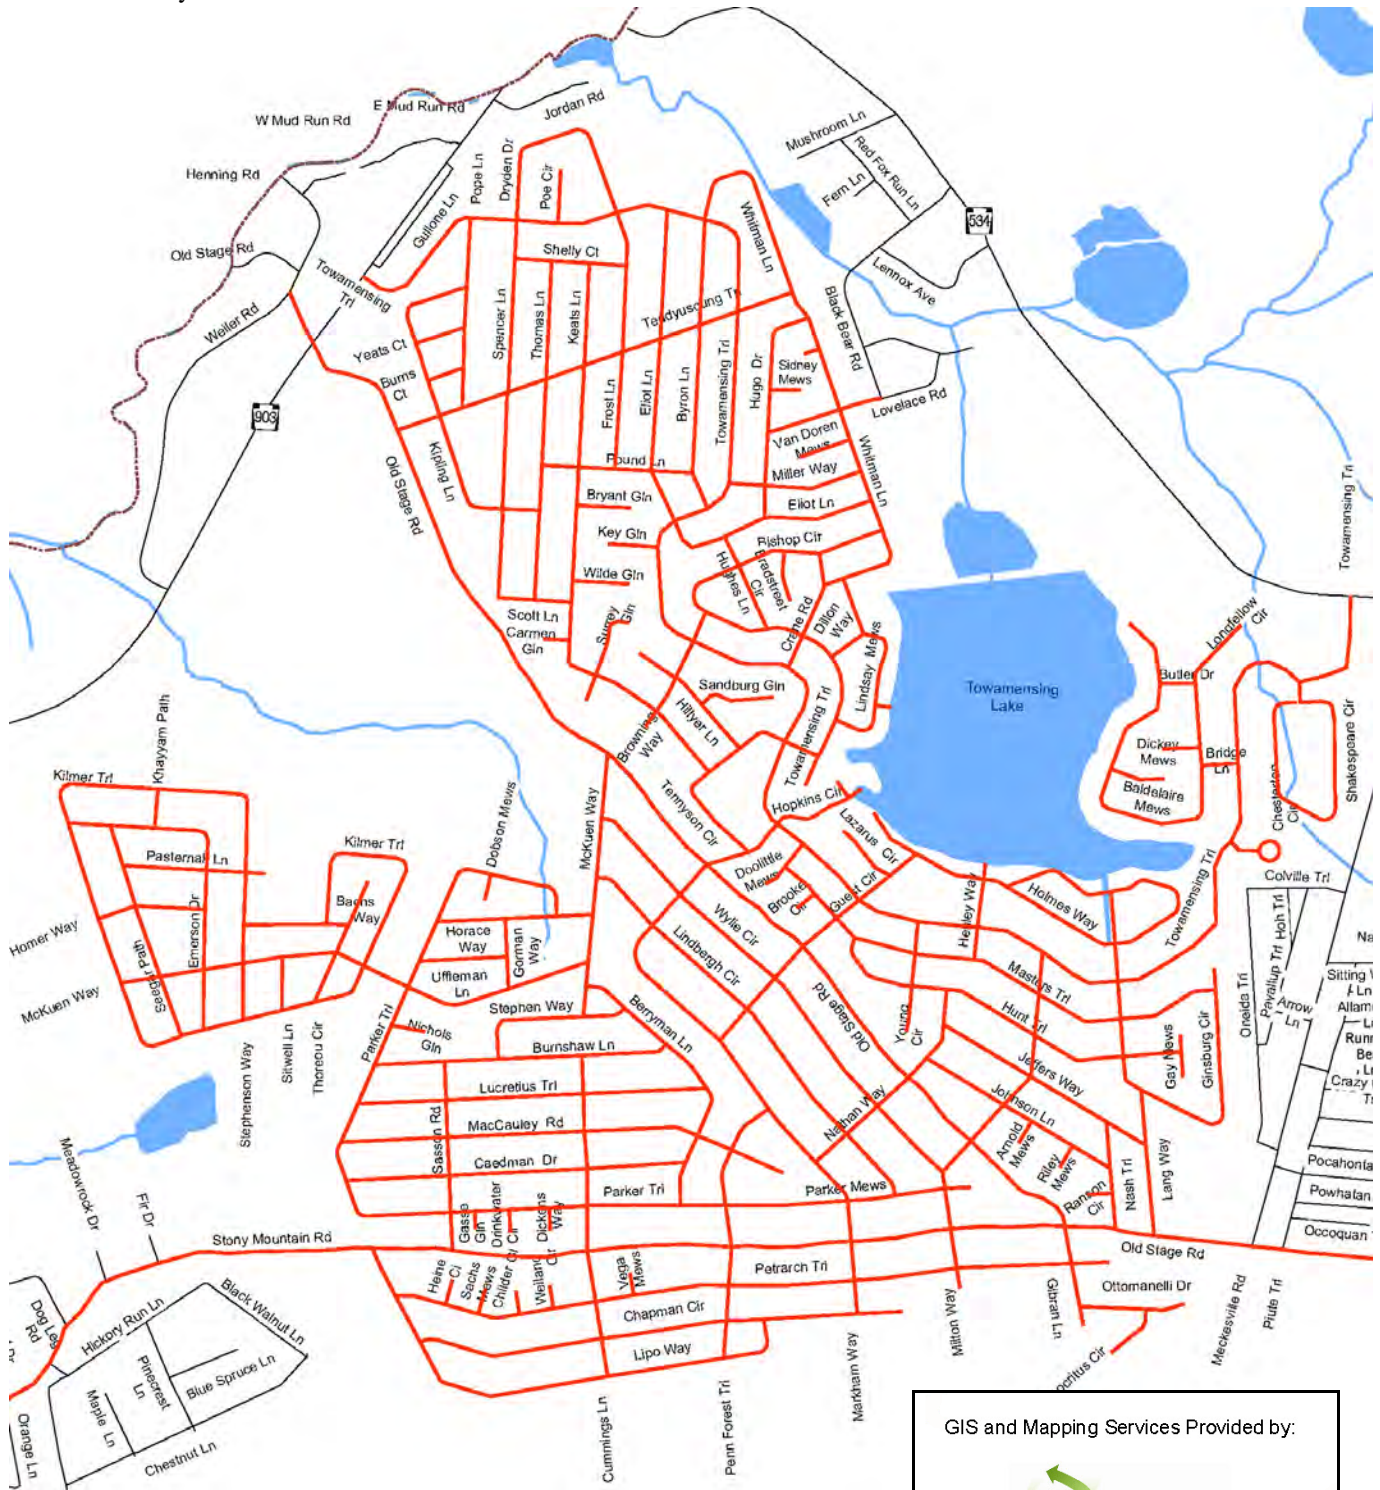 Jordan Rd
E Mud Run Rd
W Mud Run Rd
Mushroom Ln
Red Fox Run Ln
Fern Ln
Henning Rd
Pope Ln
Dryden Dr
Poe Cir
Gullone Ln
Whitman Ln
534
Old Stage Rd
Towamensing
Trl
Shelly Ct
Lennox Ave
Weiler Rd
Spencer Ln
Thomas Ln
Keats Ln
Tendyuscung Trl
Black Bear Rd
Yeats Ct
Burns
Ct
Frost Ln
Eliot Ln
Byron Ln
Towamensing Trl
Hugo Dr
Sidney
Mews
Lovelace Rd
903
Kipling Ln
Old Stage Rd
Van Doren
Mews
Whitman Ln
Pound Ln
Miller Way
Bryant Gln
Eliot Ln
Towamensing Trl
Key Gln
Bishop Cir
Hughes Ln
Bradstreet
Cir
Wilde Gln
Scott Ln
Carmen
Gln
Surrey
Gln
Crane Rd
Dillon
Way
Lindsay Mews
Longfellow
Cir
Butler Dr
Towamensing
Lake
Sandburg Gln
Hillyer Ln
Browning
Way
Towamensing Trl
Shakespeare Cir
Khayyam Path
Kilmer Trl
Dickey
Mews
Bridge
Ln
Baldelaire
Mews
Chesterton
Cir
Tennyson Cir
Hopkins Cir
Lazarus Cir
McKuen Way
Dobson Mews
Kilmer Trl
Pasternak Ln
Doolittle
Mews
Brooke
Cir
Guest Cir
Holmes Way
Towamensing Trl
Colville Trl
Hoh Trl
Homer Way
Emerson Dr
Seegar Path
Horace
Way
Gorman
Way
Wylie Cir
Lindbergh Cir
Henley Way
Masters Trl
Puyallup Trl
Oneida Trl
Sitting
Arrow
Ln
McKuen Way
Uffleman
Ln
Stephen Way
Berryman Ln
Old Stage Rd
Young
Cir
Hunt Trl
Gay Mews
Ginsburg Cir
Parker Trl
Nichols
Gln
Burnshaw Ln
Jeffers Way
Stephenson Way
Sitwell Ln
Thoreou Cir
Lucretius Trl
Nathan Way
Johnson Ln
MacCauley Rd
Sasson Rd
Caedman Dr
Arnold
Mews
Riley
Mews
Ranson
Cir
Nash Trl
Lang Way
Meadowrock Dr
Fir Dr
Parker Trl
Parker Mews
Gasse
Gln
Drinkwater
Cir
Dickens
Way
Stony Mountain Rd
Old Stage Rd
Heine
Sachs
Mews
Vega
Mews
Petrarch Trl
Ottomanelli Dr
Gibran Ln
Chapman Cir
Lipo Way
Dog Leg
Rd
Hickory Run Ln
Black Walnut Ln
Pinecrest
Ln
Blue Spruce Ln
Maple Ln
Chestnut Ln
Orange Ln
Cummings Ln
Penn Forest Trl
Markham Way
Milton Way
Meckesville Rd
Piute Trl
GIS and Mapping Services Provided by: